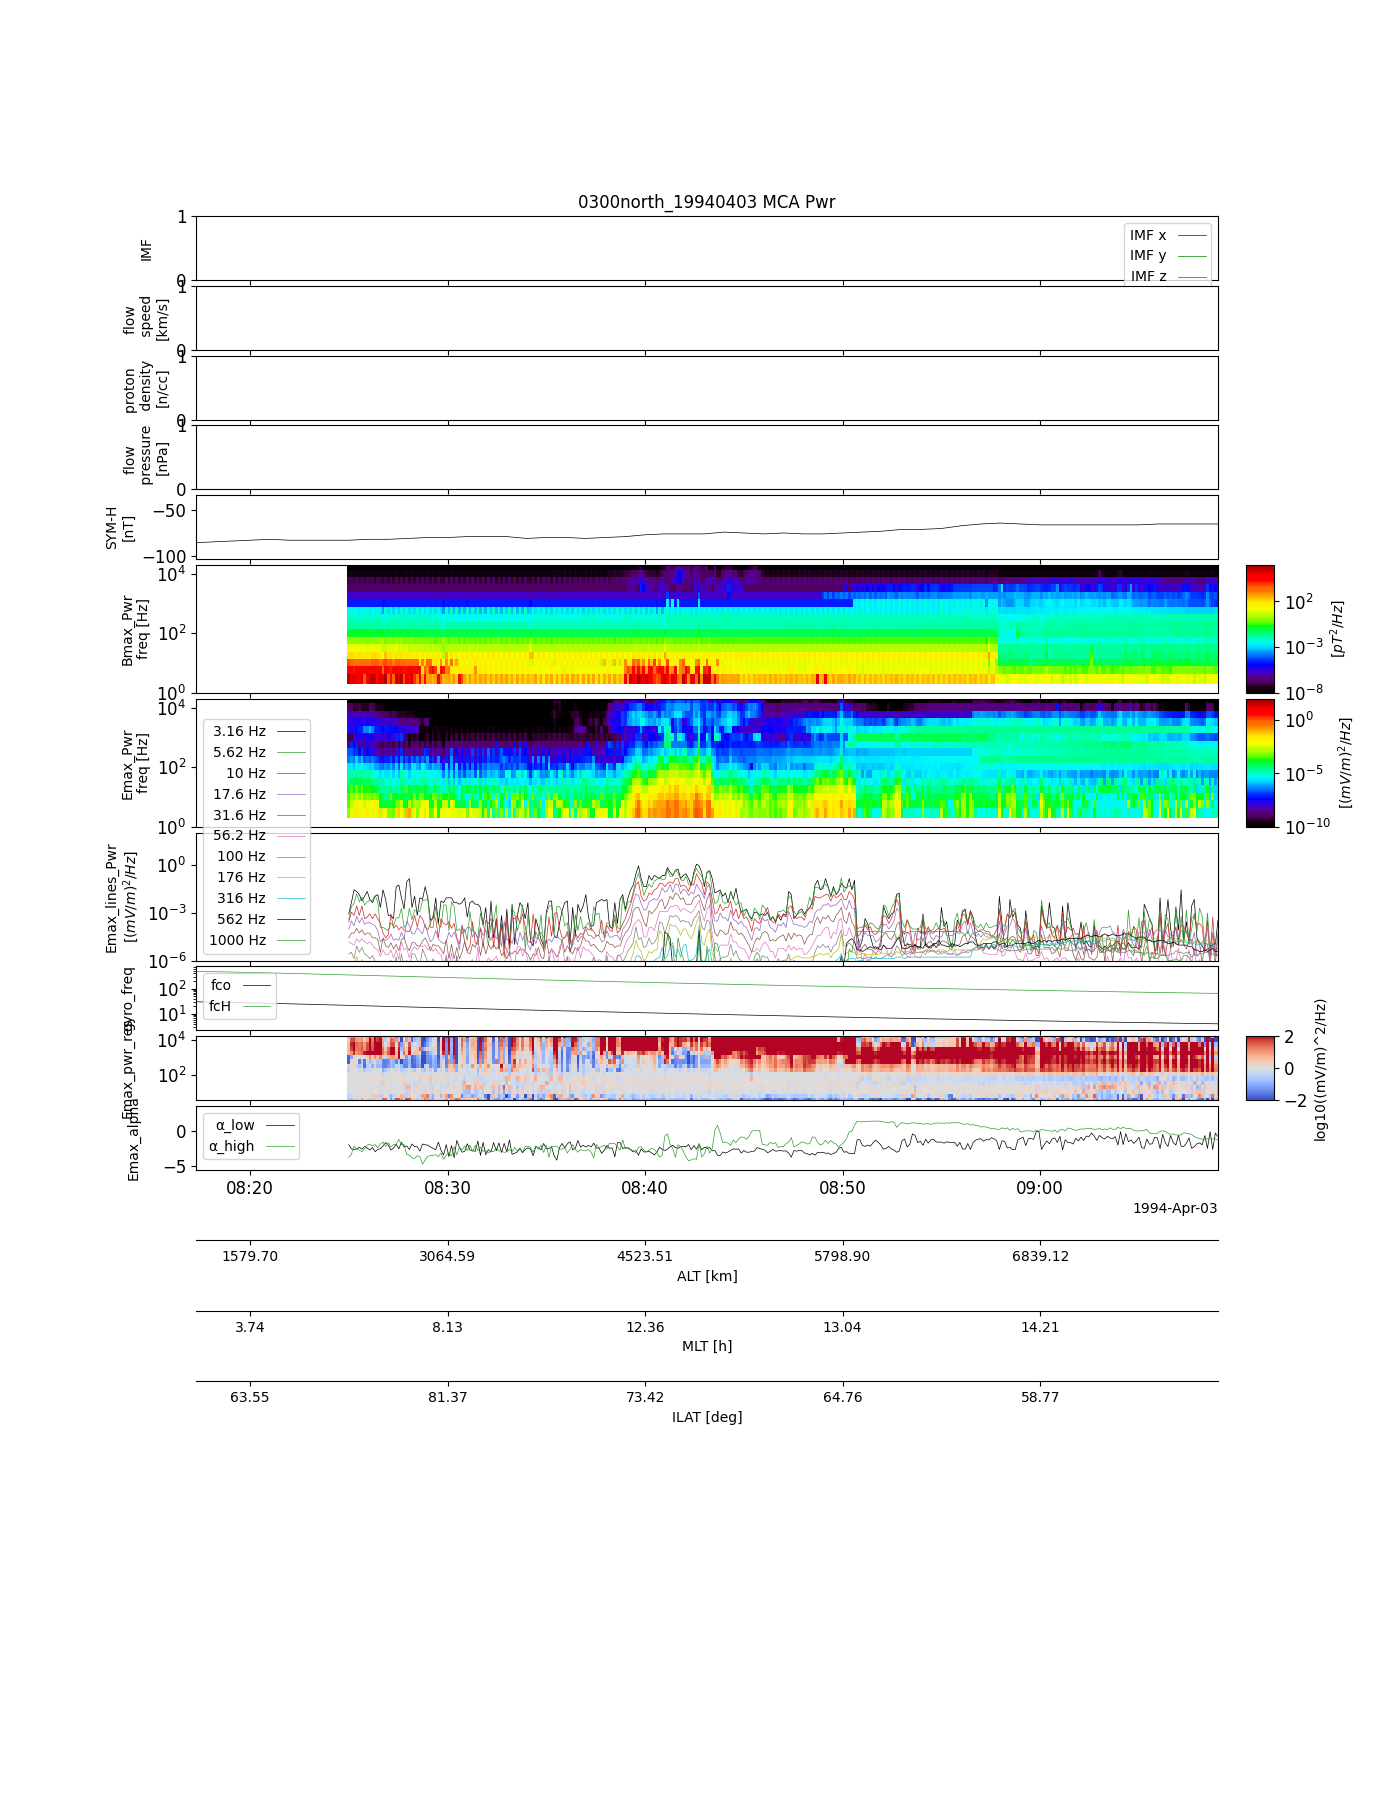 0300north_19940403 MCA Pwr
1
0
IMF
IMF x
IMF y
IMF z
1
0
flow
speed
[km/s]
1
0
proton
density
[n/cc]
1
0
flow
pressure
[nPa]
−50
−100
SYM-H
[nT]
10^4
10^2
10^0
Bmax_Pwr
freq [Hz]
10^2
10^−3
10^−8
[pT^2/Hz]
10^4
10^2
10^0
Emax_Pwr
freq [Hz]
10^0
10^−5
10^−10
[(mV/m)^2/Hz]
3.16 Hz
5.62 Hz
10 Hz
17.6 Hz
31.6 Hz
56.2 Hz
100 Hz
176 Hz
316 Hz
562 Hz
1000 Hz
10^0
10^−3
10^−6
Emax_lines_Pwr
[(mV/m)^2/Hz]
10^2
10^1
gyro_freq
fco
fcH
10^4
10^2
Emax_pwr_reg
2
0
−2
log10((mV/m)^2/Hz)
0
−5
Emax_alpha
α_low
α_high
08:20 08:30 08:40 08:50 09:00
1994-Apr-03
1579.70 3064.59 4523.51 5798.90 6839.12
ALT [km]
3.74 8.13 12.36 13.04 14.21
MLT [h]
63.55 81.37 73.42 64.76 58.77
ILAT [deg]